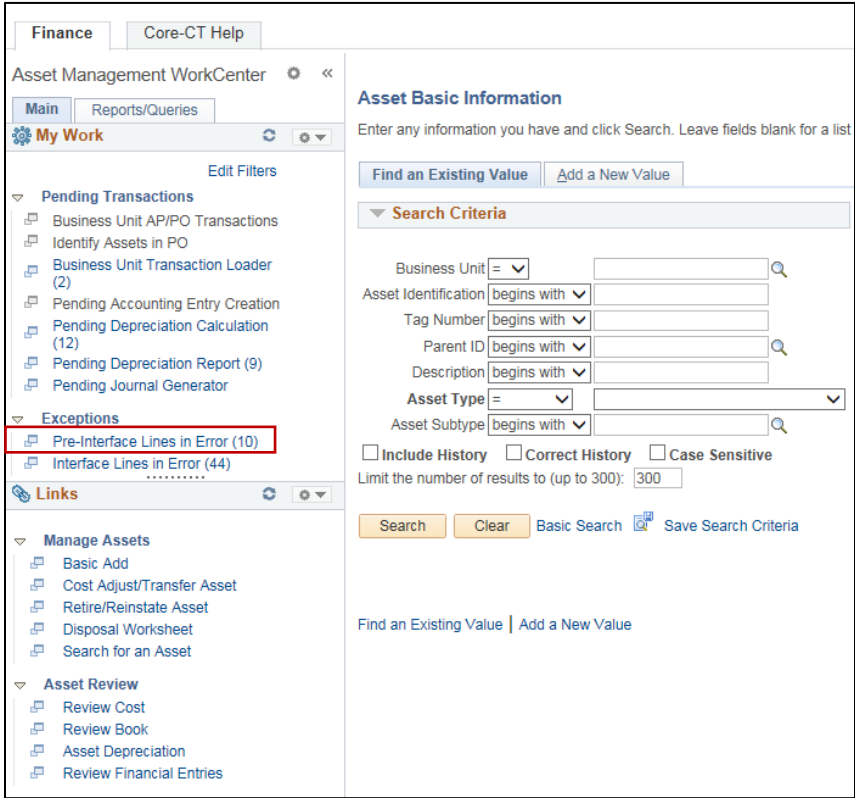 Finance
Core-CT Help
Asset Management WorkCenter «
Main
Reports/Queries
My Work
Edit Filters
Pending Transactions
Business Unit AP/PO Transactions
Identify Assets in PO
Business Unit Transaction Loader
(2)
Pending Accounting Entry Creation
Pending Depreciation Calculation
(12)
Pending Depreciation Report (9)
Pending Journal Generator
Exceptions
Pre-Interface Lines in Error (10)
Interface Lines in Error (44)
Links
Manage Assets
Basic Add
Cost Adjust/Transfer Asset
Retire/Reinstate Asset
Disposal Worksheet
Search for an Asset
Asset Review
Review Cost
Review Book
Asset Depreciation
Review Financial Entries
Asset Basic Information
Enter any information you have and click Search. Leave fields blank for a list
Find an Existing Value
Add a New Value
Search Criteria
Business Unit =
Asset Identification begins with
Tag Number begins with
Parent ID begins with
Description begins with
Asset Type =
Asset Subtype begins with
Include History Correct History Case Sensitive
Limit the number of results to (up to 300): 300
Search Clear Basic Search Save Search Criteria
Find an Existing Value | Add a New Value